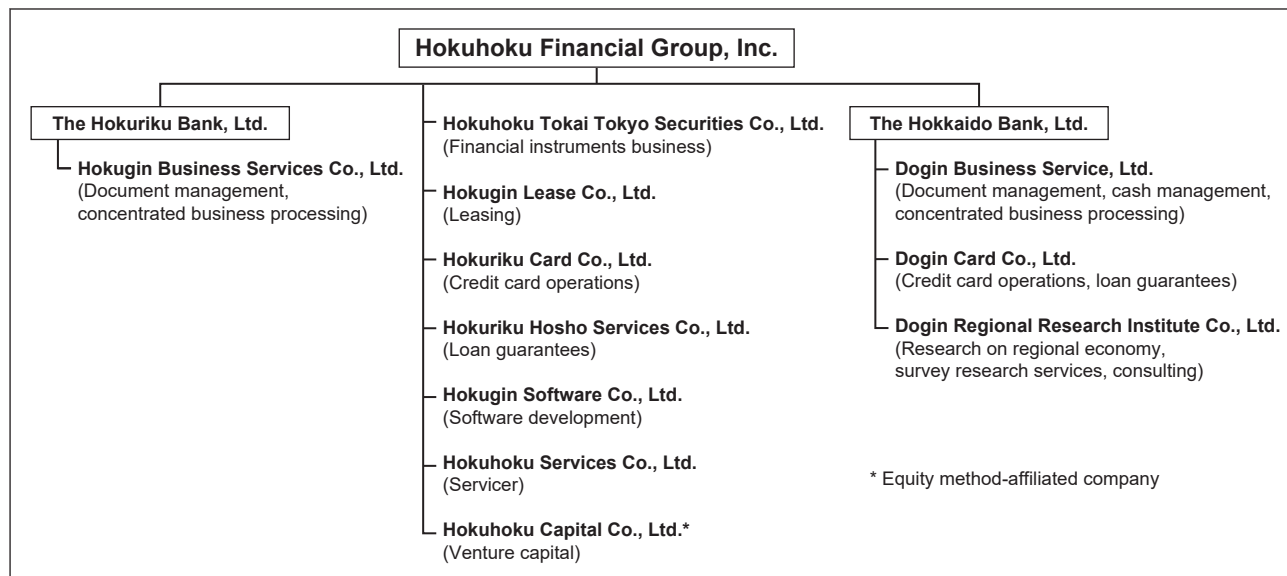 Hokuhoku Financial Group, Inc.
The Hokuriku Bank, Ltd.
Hokugin Business Services Co., Ltd.
(Document management,
concentrated business processing)
Hokuhoku Tokai Tokyo Securities Co., Ltd.
(Financial instruments business)
Hokugin Lease Co., Ltd.
(Leasing)
Hokuriku Card Co., Ltd.
(Credit card operations)
Hokuriku Hosho Services Co., Ltd.
(Loan guarantees)
Hokugin Software Co., Ltd.
(Software development)
Hokuhoku Services Co., Ltd.
(Servicer)
Hokuhoku Capital Co., Ltd.*
(Venture capital)
The Hokkaido Bank, Ltd.
Dogin Business Service, Ltd.
(Document management, cash management,
concentrated business processing)
Dogin Card Co., Ltd.
(Credit card operations, loan guarantees)
Dogin Regional Research Institute Co., Ltd.
(Research on regional economy,
survey research services, consulting)
* Equity method-affiliated company